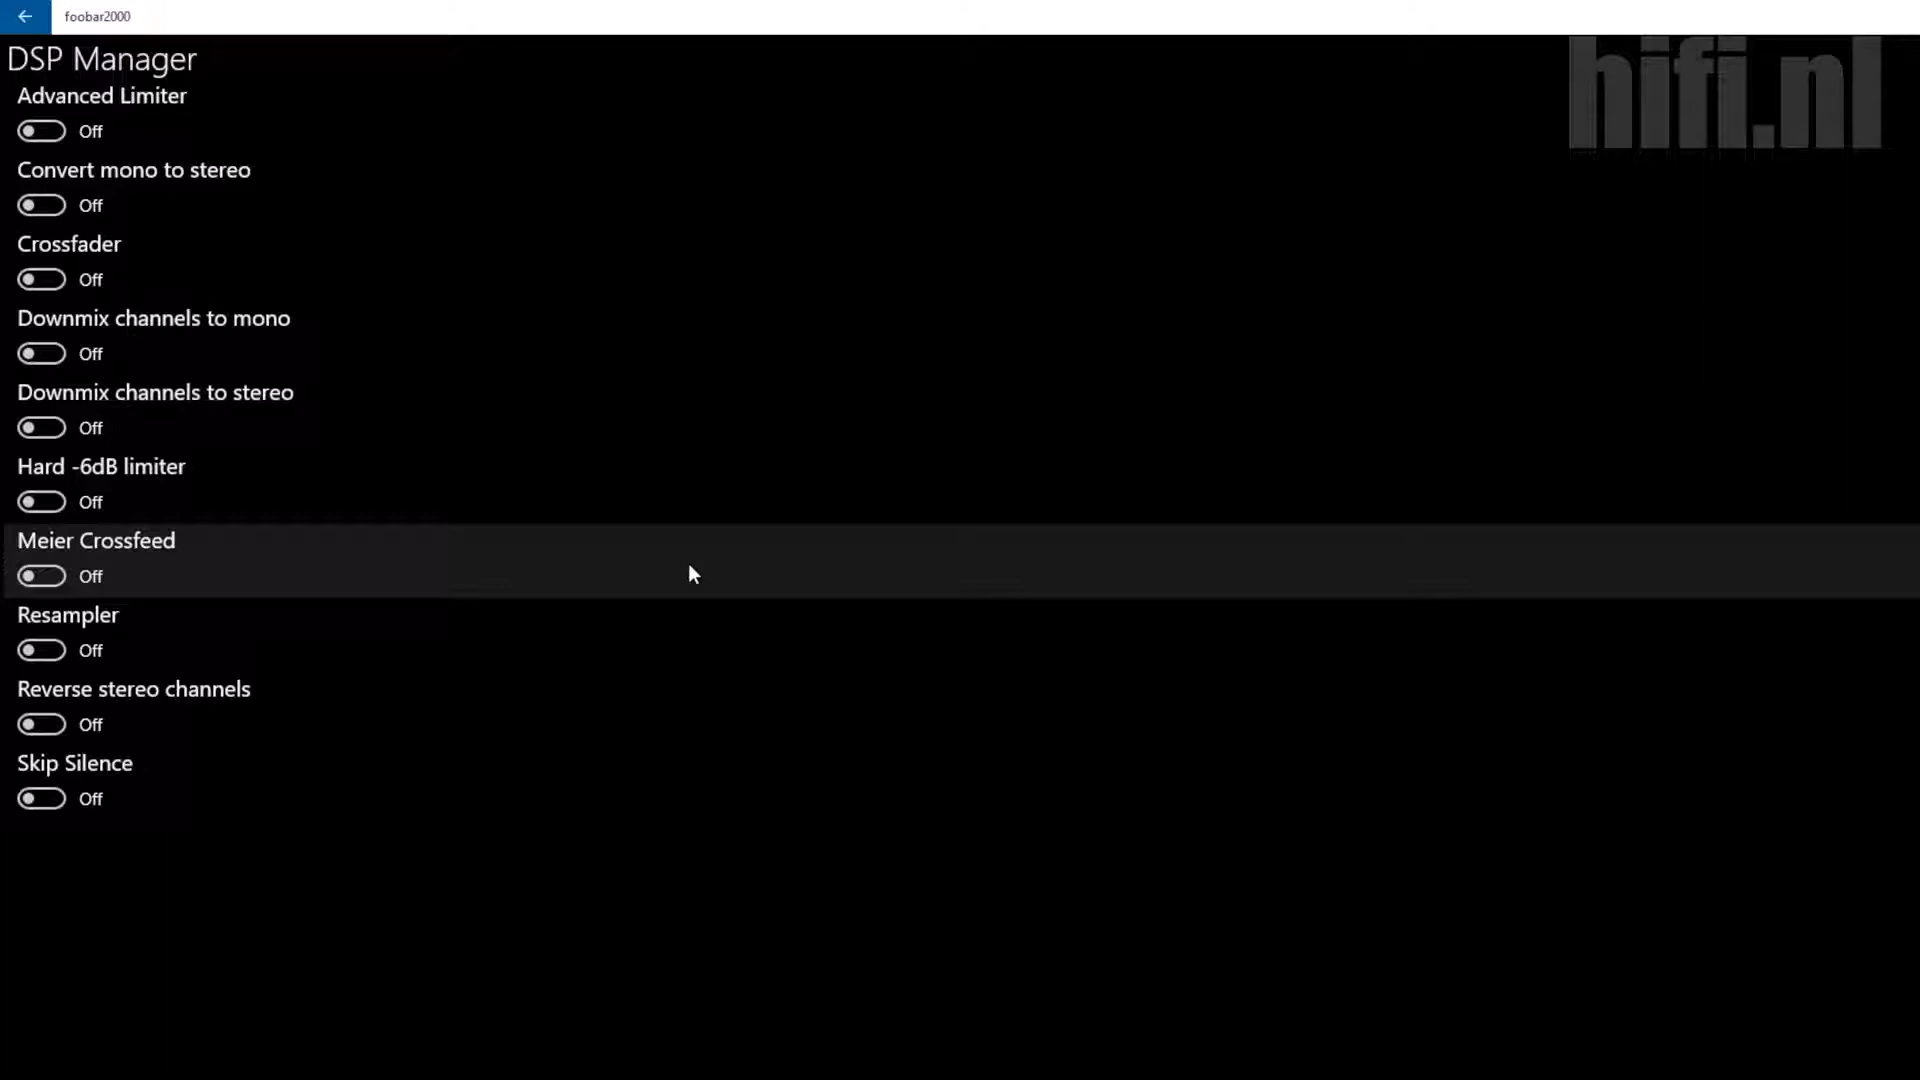 foobar2000
DSP Manager
hifi.nl
Advanced Limiter
Off
Convert mono to stereo
Off
Crossfader
Off
Downmix channels to mono
Off
Downmix channels to stereo
Off
Hard -6dB limiter
Off
Meier Crossfeed
Off
Resampler
Off
Reverse stereo channels
Off
Skip Silence
Off